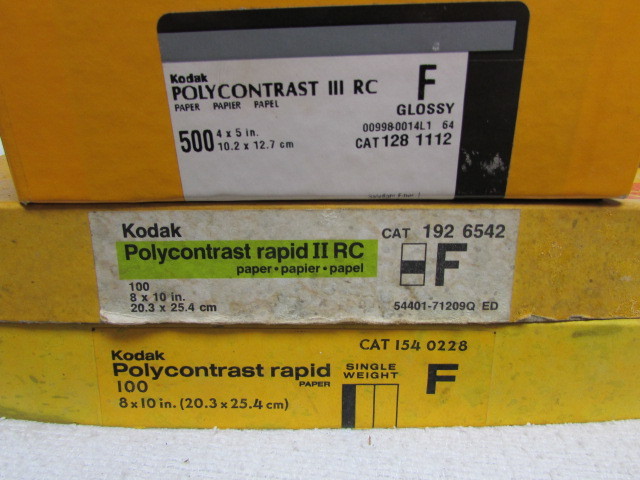 Kodak
POLYCONTRAST III RC F
PAPER PAPIER PAPEL GLOSSY
00998-0014L1 64
500 4 x 5 in.
10.2 x 12.7 cm CAT 128 1112
Kodak CAT 192 6542
Polycontrast rapid II RC
paper • papier • papel F
100
8 x 10 in.
20.3 x 25.4 cm 54401-71209Q ED
CAT 154 0228
Kodak
Polycontrast rapid SINGLE
100 PAPER WEIGHT F
8 x 10 in. (20.3 x 25.4 cm)